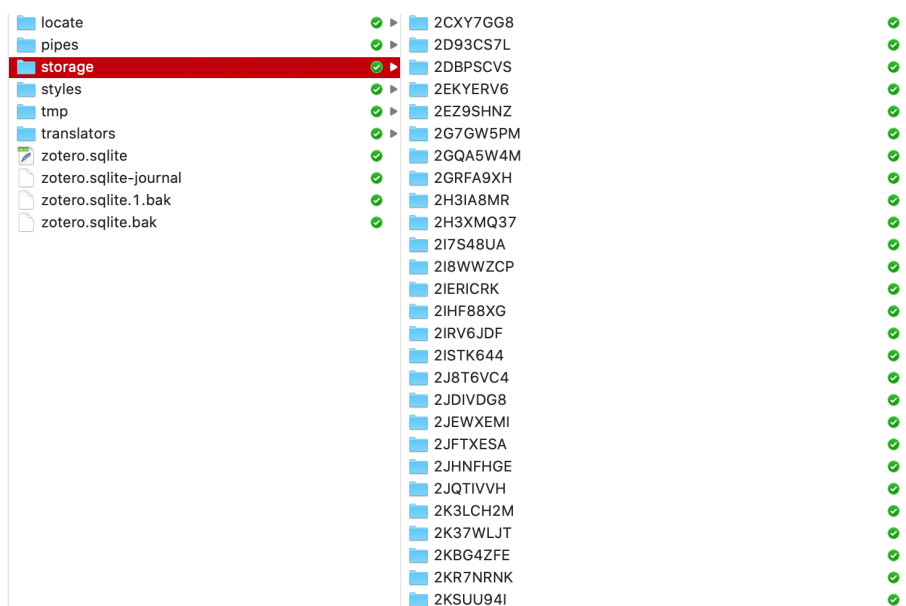 locate
pipes
storage
styles
tmp
translators
zotero.sqlite
zotero.sqlite-journal
zotero.sqlite.1.bak
zotero.sqlite.bak
2CXY7GG8
2D93CS7L
2DBPSCVS
2EKYERV6
2EZ9SHNZ
2G7GW5PM
2GQA5W4M
2GRFA9XH
2H3IA8MR
2H3XMQ37
2I7S48UA
2I8WWZCP
2IERICRK
2IHF88XG
2IRV6JDF
2ISTK644
2J8T6VC4
2JDIVDG8
2JEWXEMI
2JFTXESA
2JHNFHGE
2JQTIVVH
2K3LCH2M
2K37WLJT
2KBG4ZFE
2KR7NRNK
2KSUU94I